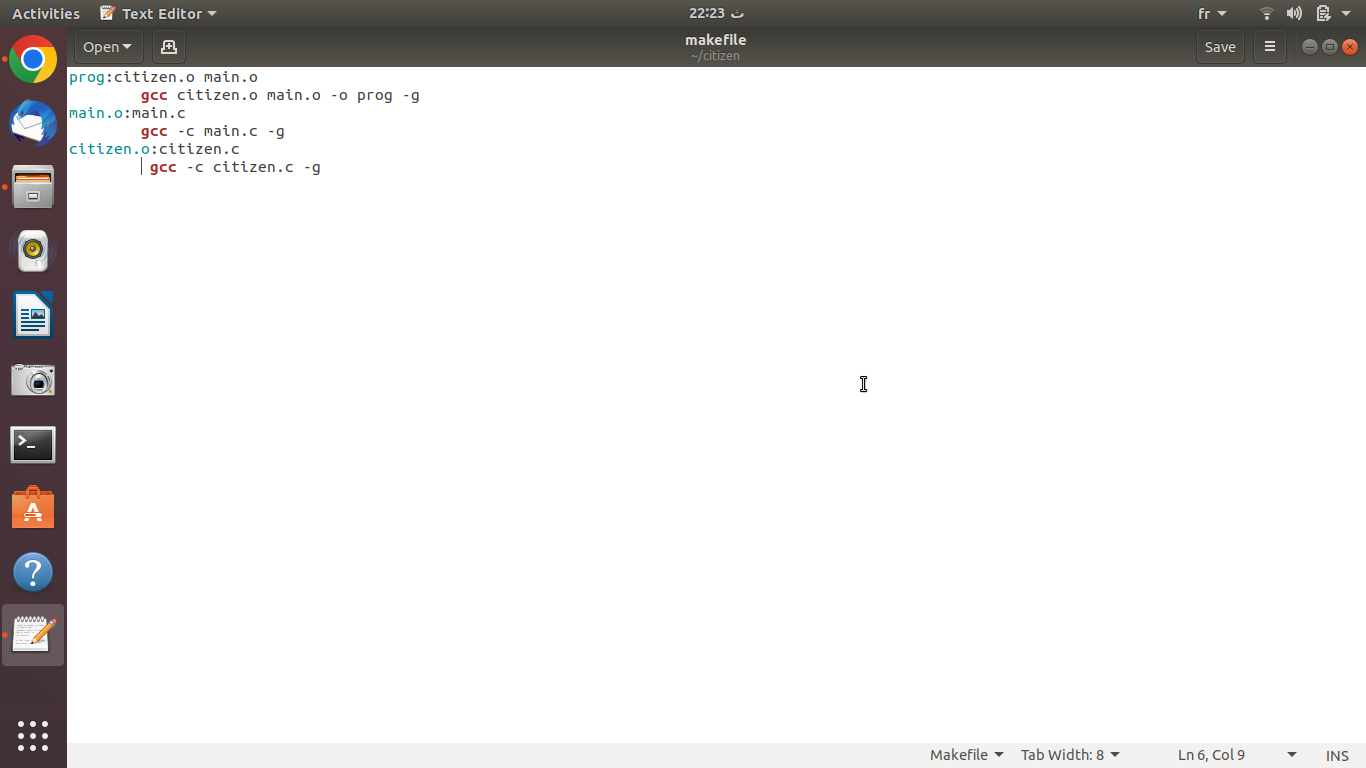 Activities Text Editor 22:23 ث fr
Open makefile Save
~/citizen
prog:citizen.o main.o
gcc citizen.o main.o -o prog -g
main.o:main.c
gcc -c main.c -g
citizen.o:citizen.c
gcc -c citizen.c -g
Makefile Tab Width: 8 Ln 6, Col 9 INS